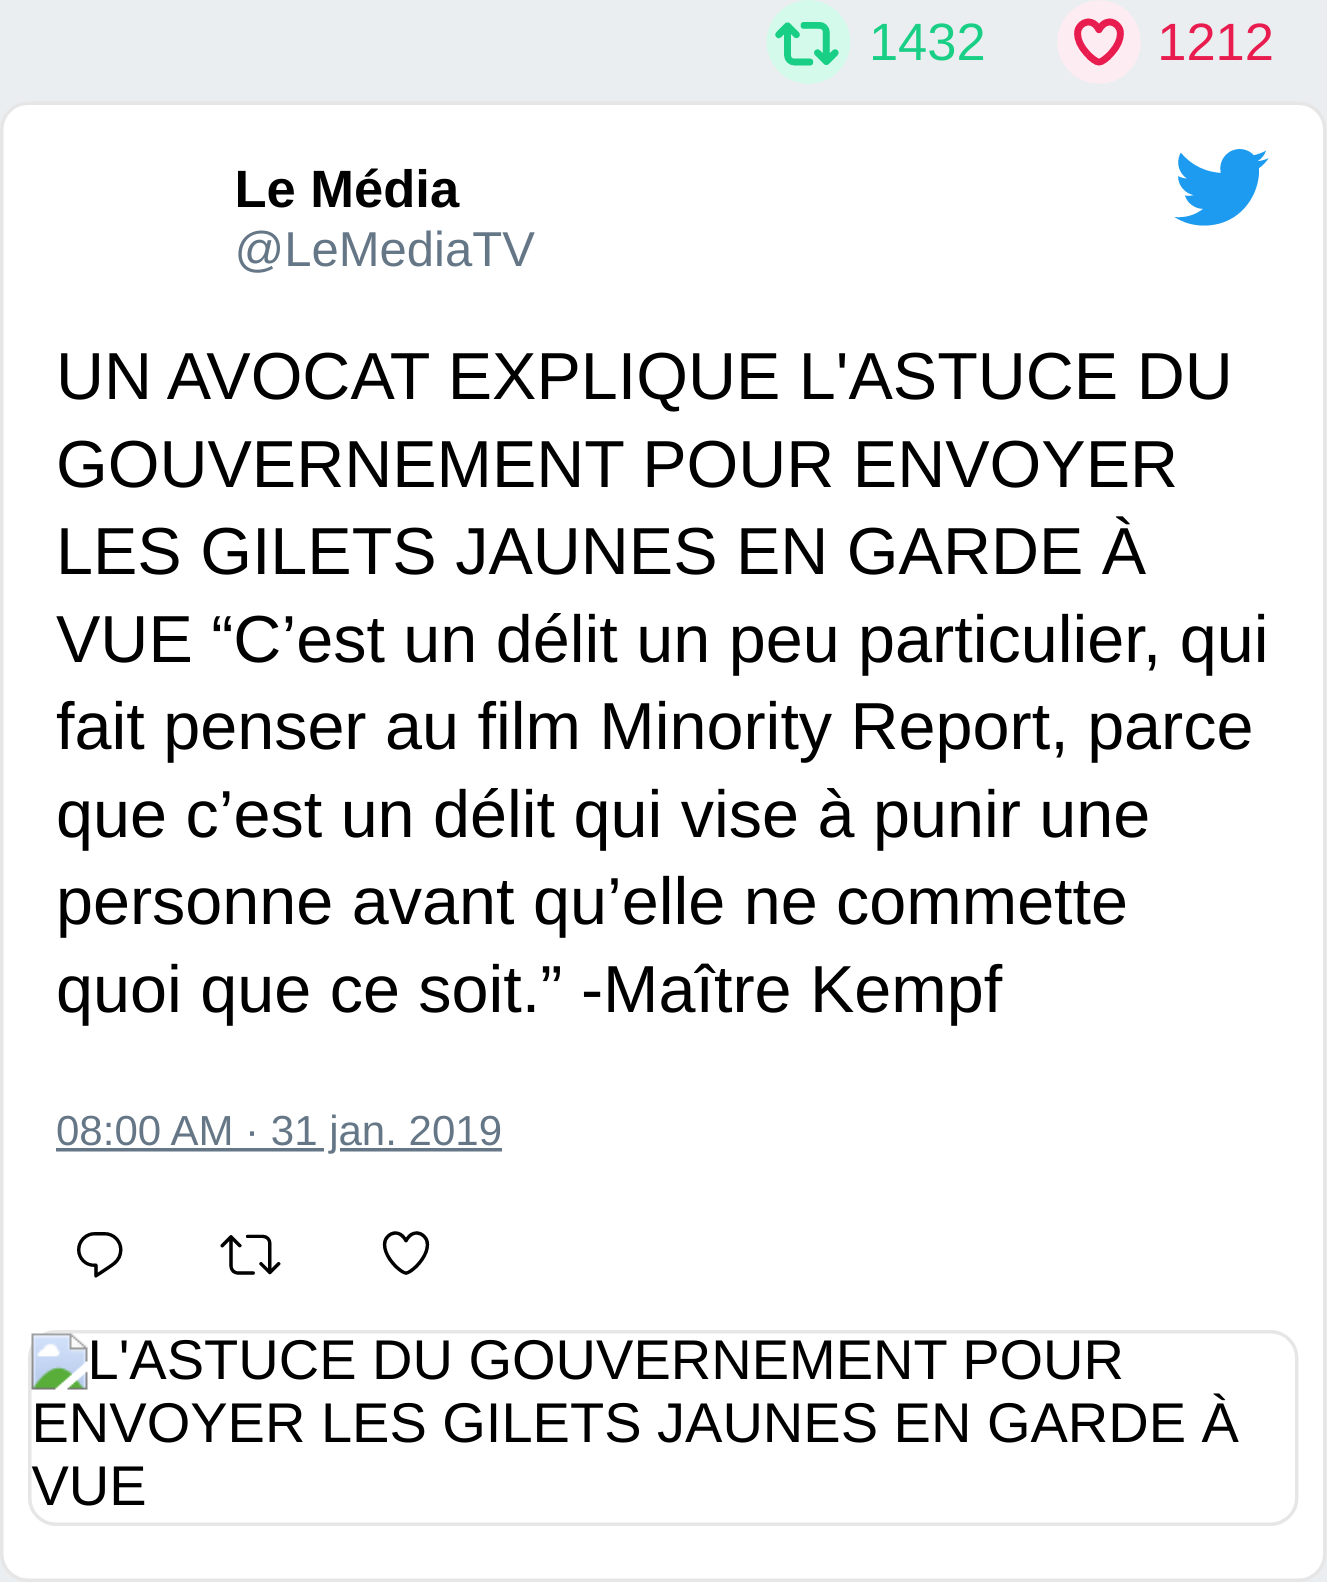 1432 1212
Le Média
@LeMediaTV
UN AVOCAT EXPLIQUE L'ASTUCE DU
GOUVERNEMENT POUR ENVOYER
LES GILETS JAUNES EN GARDE À
VUE “C’est un délit un peu particulier, qui
fait penser au film Minority Report, parce
que c’est un délit qui vise à punir une
personne avant qu’elle ne commette
quoi que ce soit.” -Maître Kempf
08:00 AM · 31 jan. 2019
L'ASTUCE DU GOUVERNEMENT POUR
ENVOYER LES GILETS JAUNES EN GARDE À
VUE